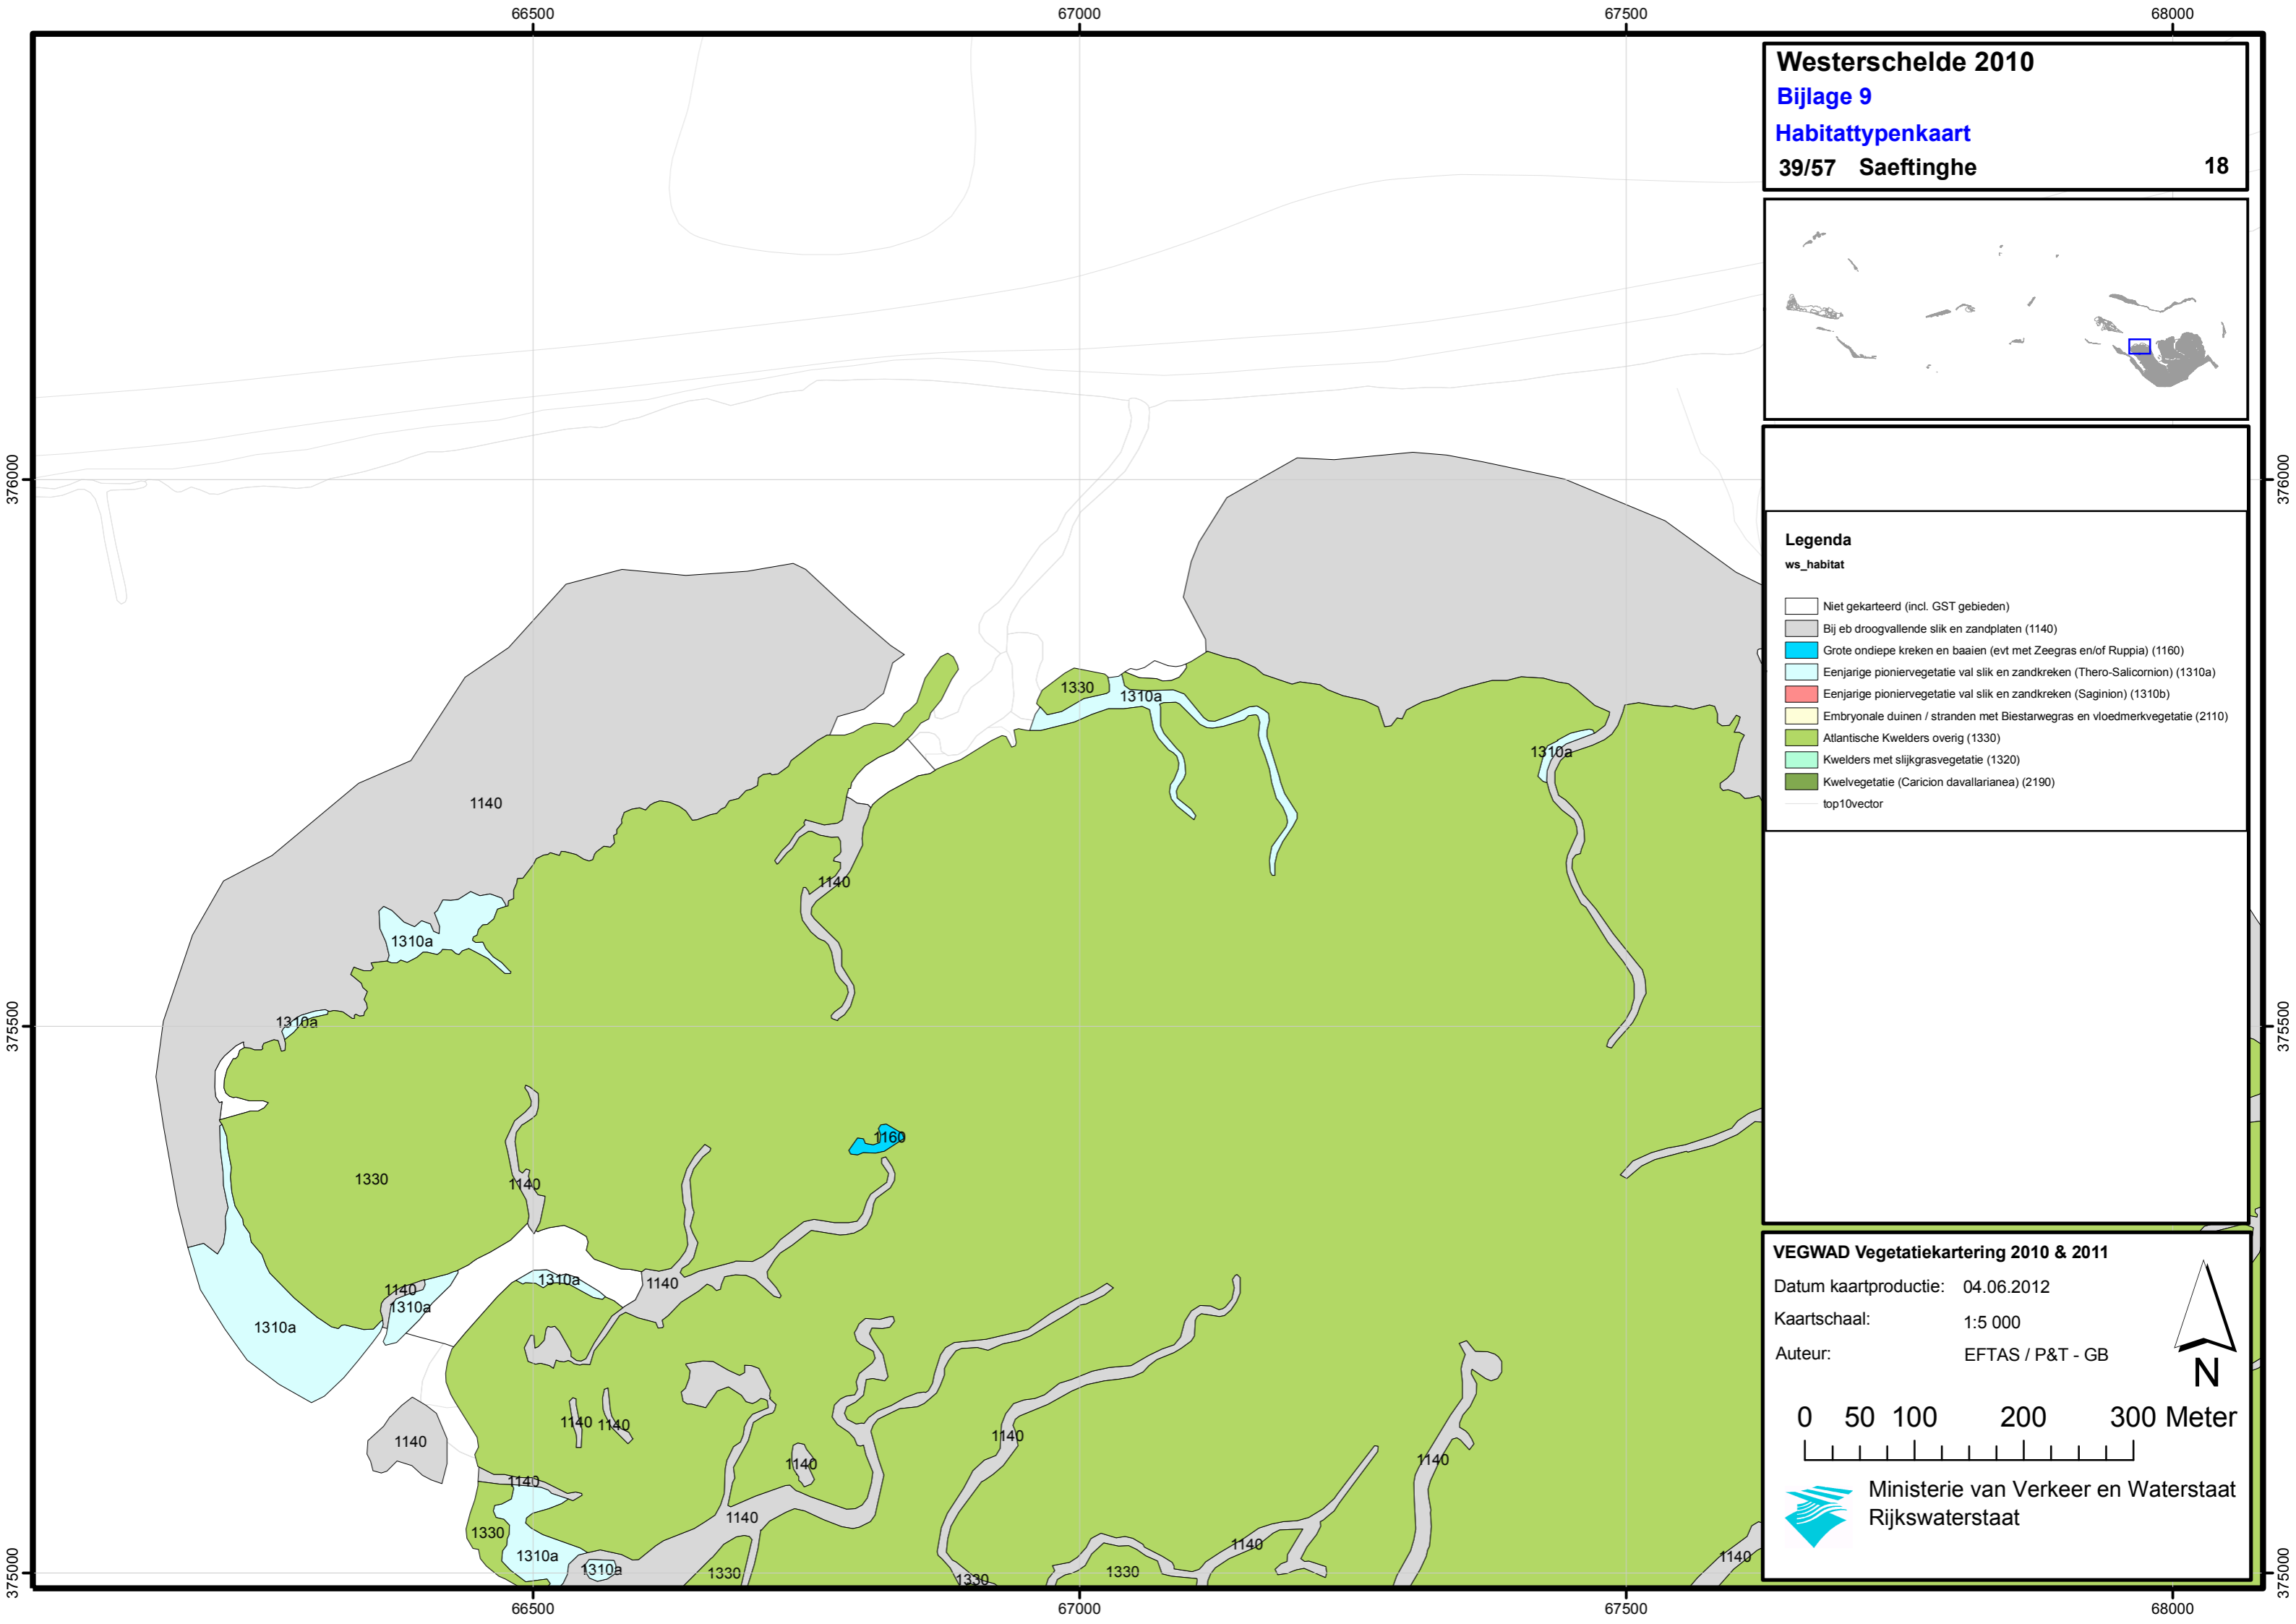 66500 67000 67500 68000
Westerschelde 2010
Bijlage 9
Habitattypenkaart
39/57 Saeftinghe 18
376000 376000
Legenda
ws_habitat
Niet gekarteerd (incl. GST gebieden)
Bij eb droogvallende slik en zandplaten (1140)
Grote ondiepe kreken en baaien (evt met Zeegras en/of Ruppia) (1160)
Eenjarige pioniervegetatie val slik en zandkreken (Thero-Salicornion) (1310a)
Eenjarige pioniervegetatie val slik en zandkreken (Saginion) (1310b)
Embryonale duinen / stranden met Biestarwegras en vloedmerkvegetatie (2110)
Atlantische Kwelders overig (1330)
Kwelders met slijkgrasvegetatie (1320)
Kwelvegetatie (Caricion davallarianea) (2190)
top10vector
1330
1310a
1310a
1140
1140
1310a
1310a
375500 375500
1160
1330
1140
1310a
1140
1140
1310a
1310a
1140
1140
1140
1140
1140
1140
1140
1140
1330
1310a
1310a
1330
1330
1330
1140
1140
VEGWAD Vegetatiekartering 2010 & 2011
Datum kaartproductie: 04.06.2012
Kaartschaal: 1:5 000
Auteur: EFTAS / P&T - GB
N
0 50 100 200 300 Meter
Ministerie van Verkeer en Waterstaat
Rijkswaterstaat
375000 375000
66500 67000 67500 68000